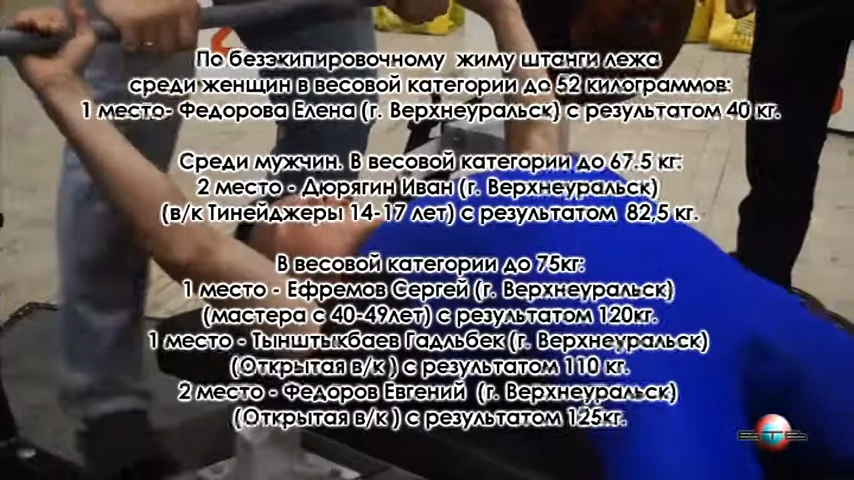 По безэкипировочному жиму штанги лежа
среди женщин в весовой категории до 52 килограммов:
1 место- Федорова Елена (г. Верхнеуральск) с результатом 40 кг.
Среди мужчин. В весовой категории до 67.5 кг:
2 место - Дюрягин Иван (г. Верхнеуральск)
(в/к Тинейджеры 14-17 лет) с результатом 82,5 кг.
В весовой категории до 75кг:
1 место - Ефремов Сергей (г. Верхнеуральск)
(мастера с 40-49лет) с результатом 120кг.
1 место - Тынштыкбаев Гадльбек (г. Верхнеуральск)
(Открытая в/к ) с результатом 110 кг.
2 место - Федоров Евгений (г. Верхнеуральск)
(Открытая в/к ) с результатом 125кг.